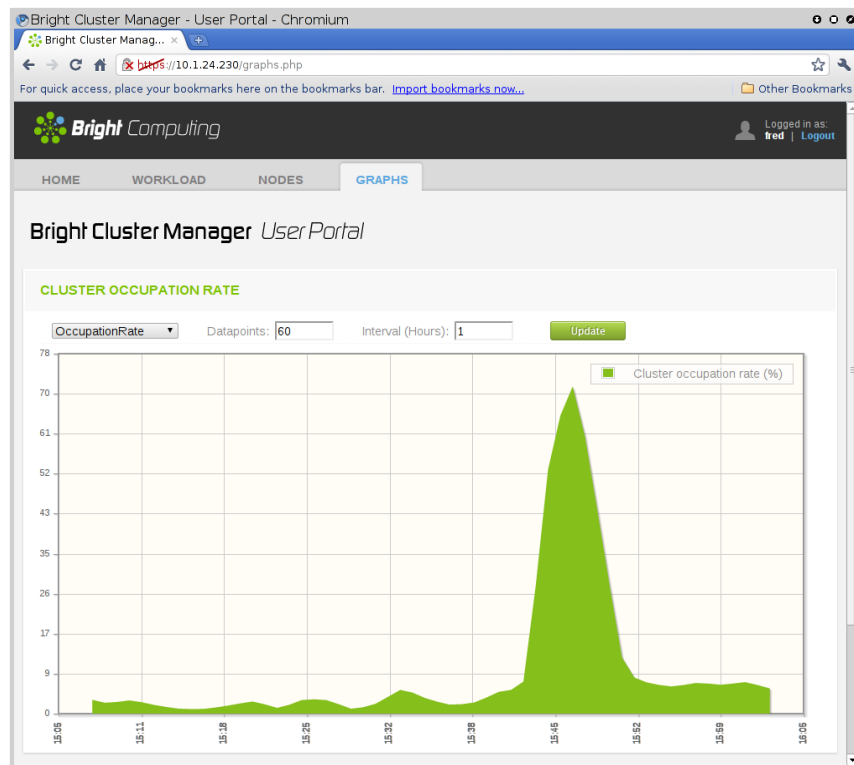 Bright Cluster Manager - User Portal - Chromium
Bright Cluster Manag... ×
https://10.1.24.230/graphs.php
For quick access, place your bookmarks here on the bookmarks bar. Import bookmarks now... Other Bookmarks
Bright Computing
Logged in as:
fred | Logout
HOME WORKLOAD NODES GRAPHS
Bright Cluster Manager User Portal
CLUSTER OCCUPATION RATE
OccupationRate Datapoints: 60 Interval (Hours): 1 Update
Cluster occupation rate (%)
78
70
61
52
43
35
26
17
9
0
15:05 15:11 15:18 15:25 15:32 15:38 15:45 15:52 15:59 16:06